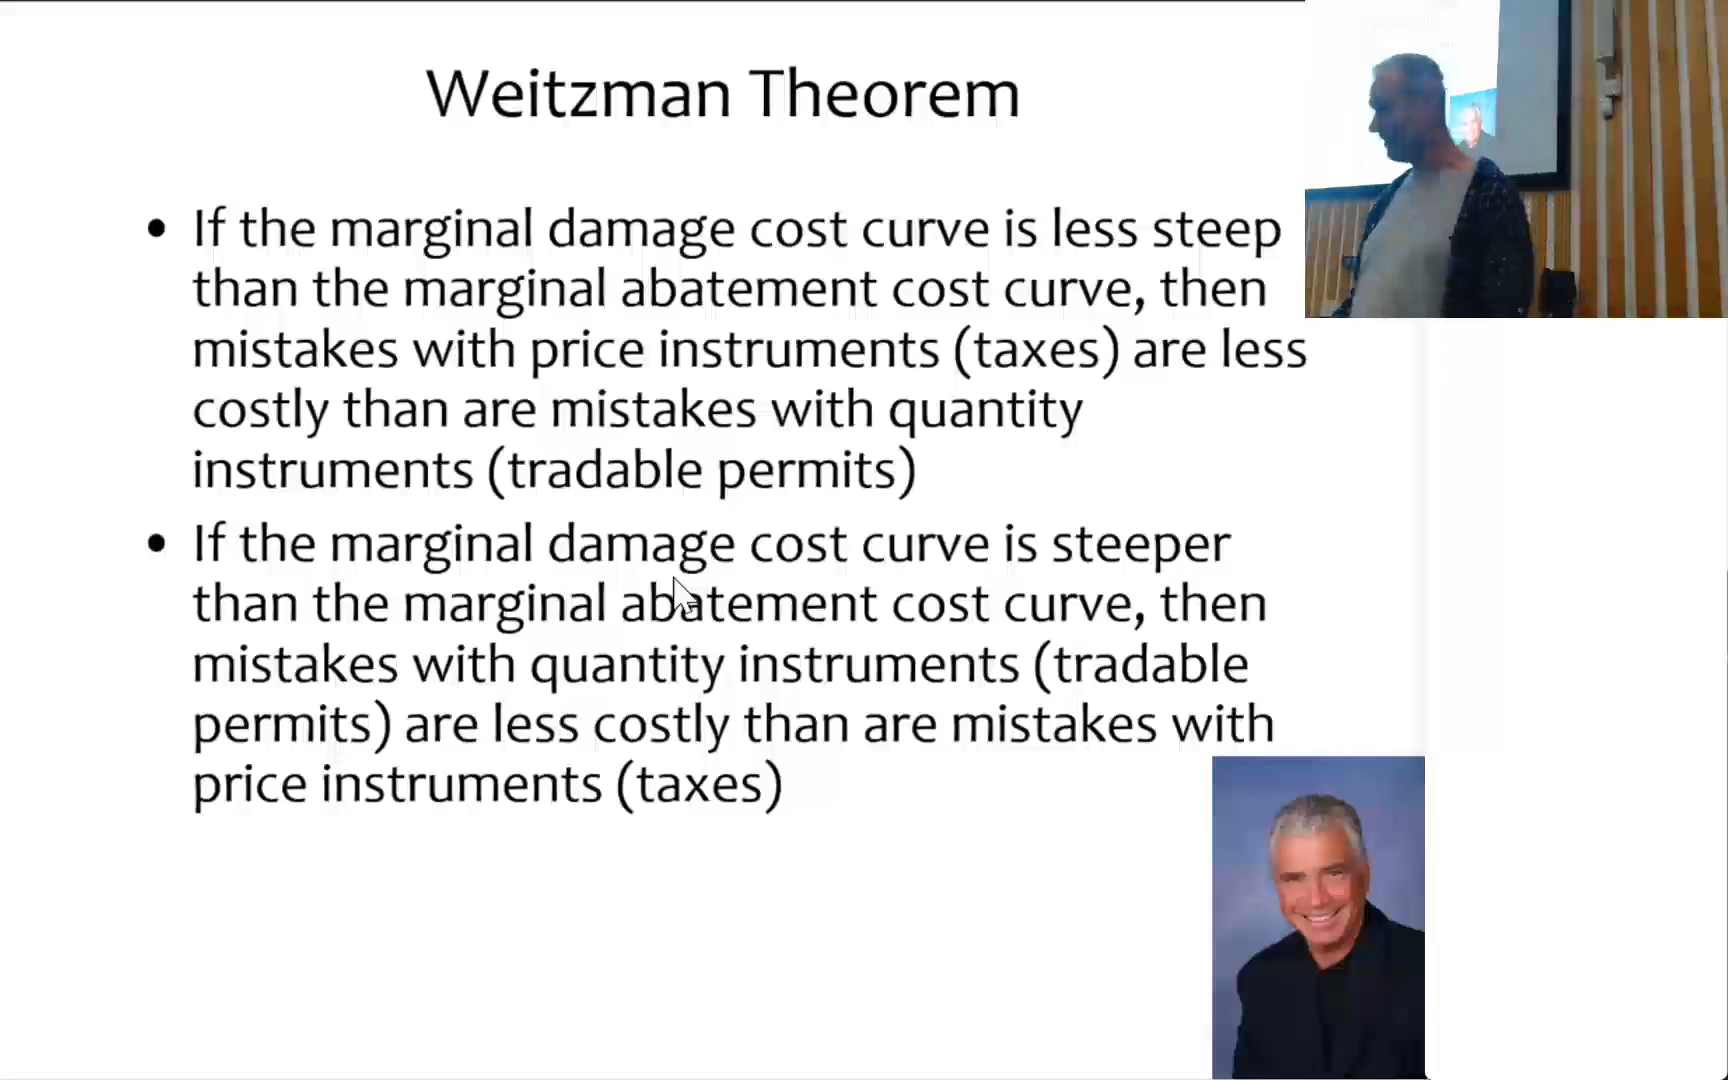 Weitzman Theorem
• If the marginal damage cost curve is less steep
than the marginal abatement cost curve, then
mistakes with price instruments (taxes) are less
costly than are mistakes with quantity
instruments (tradable permits)
• If the marginal damage cost curve is steeper
than the marginal abatement cost curve, then
mistakes with quantity instruments (tradable
permits) are less costly than are mistakes with
price instruments (taxes)